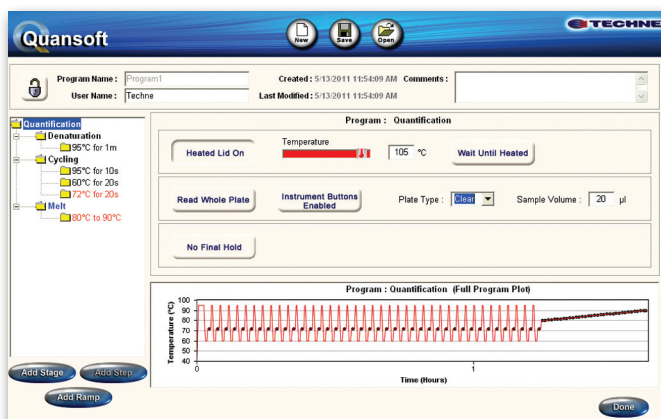 Quansoft
New
Save
Open
TECHNE
Program Name : Program1
Created : 5/13/2011 11:54:09 AM
Comments :
User Name : Techne
Last Modified : 5/13/2011 11:54:09 AM
Quantification
Denaturation
95°C for 1m
Cycling
95°C for 10s
60°C for 20s
72°C for 20s
Melt
80°C to 90°C
Add Stage
Add Step
Add Ramp
Program : Quantification
Heated Lid On
Temperature
105 °C
Wait Until Heated
Read Whole Plate
Instrument Buttons
Enabled
Plate Type : Clear
Sample Volume : 20 µl
No Final Hold
Program : Quantification (Full Program Plot)
Temperature (°C)
100
90
80
70
60
50
40
0
1
Time (Hours)
Done